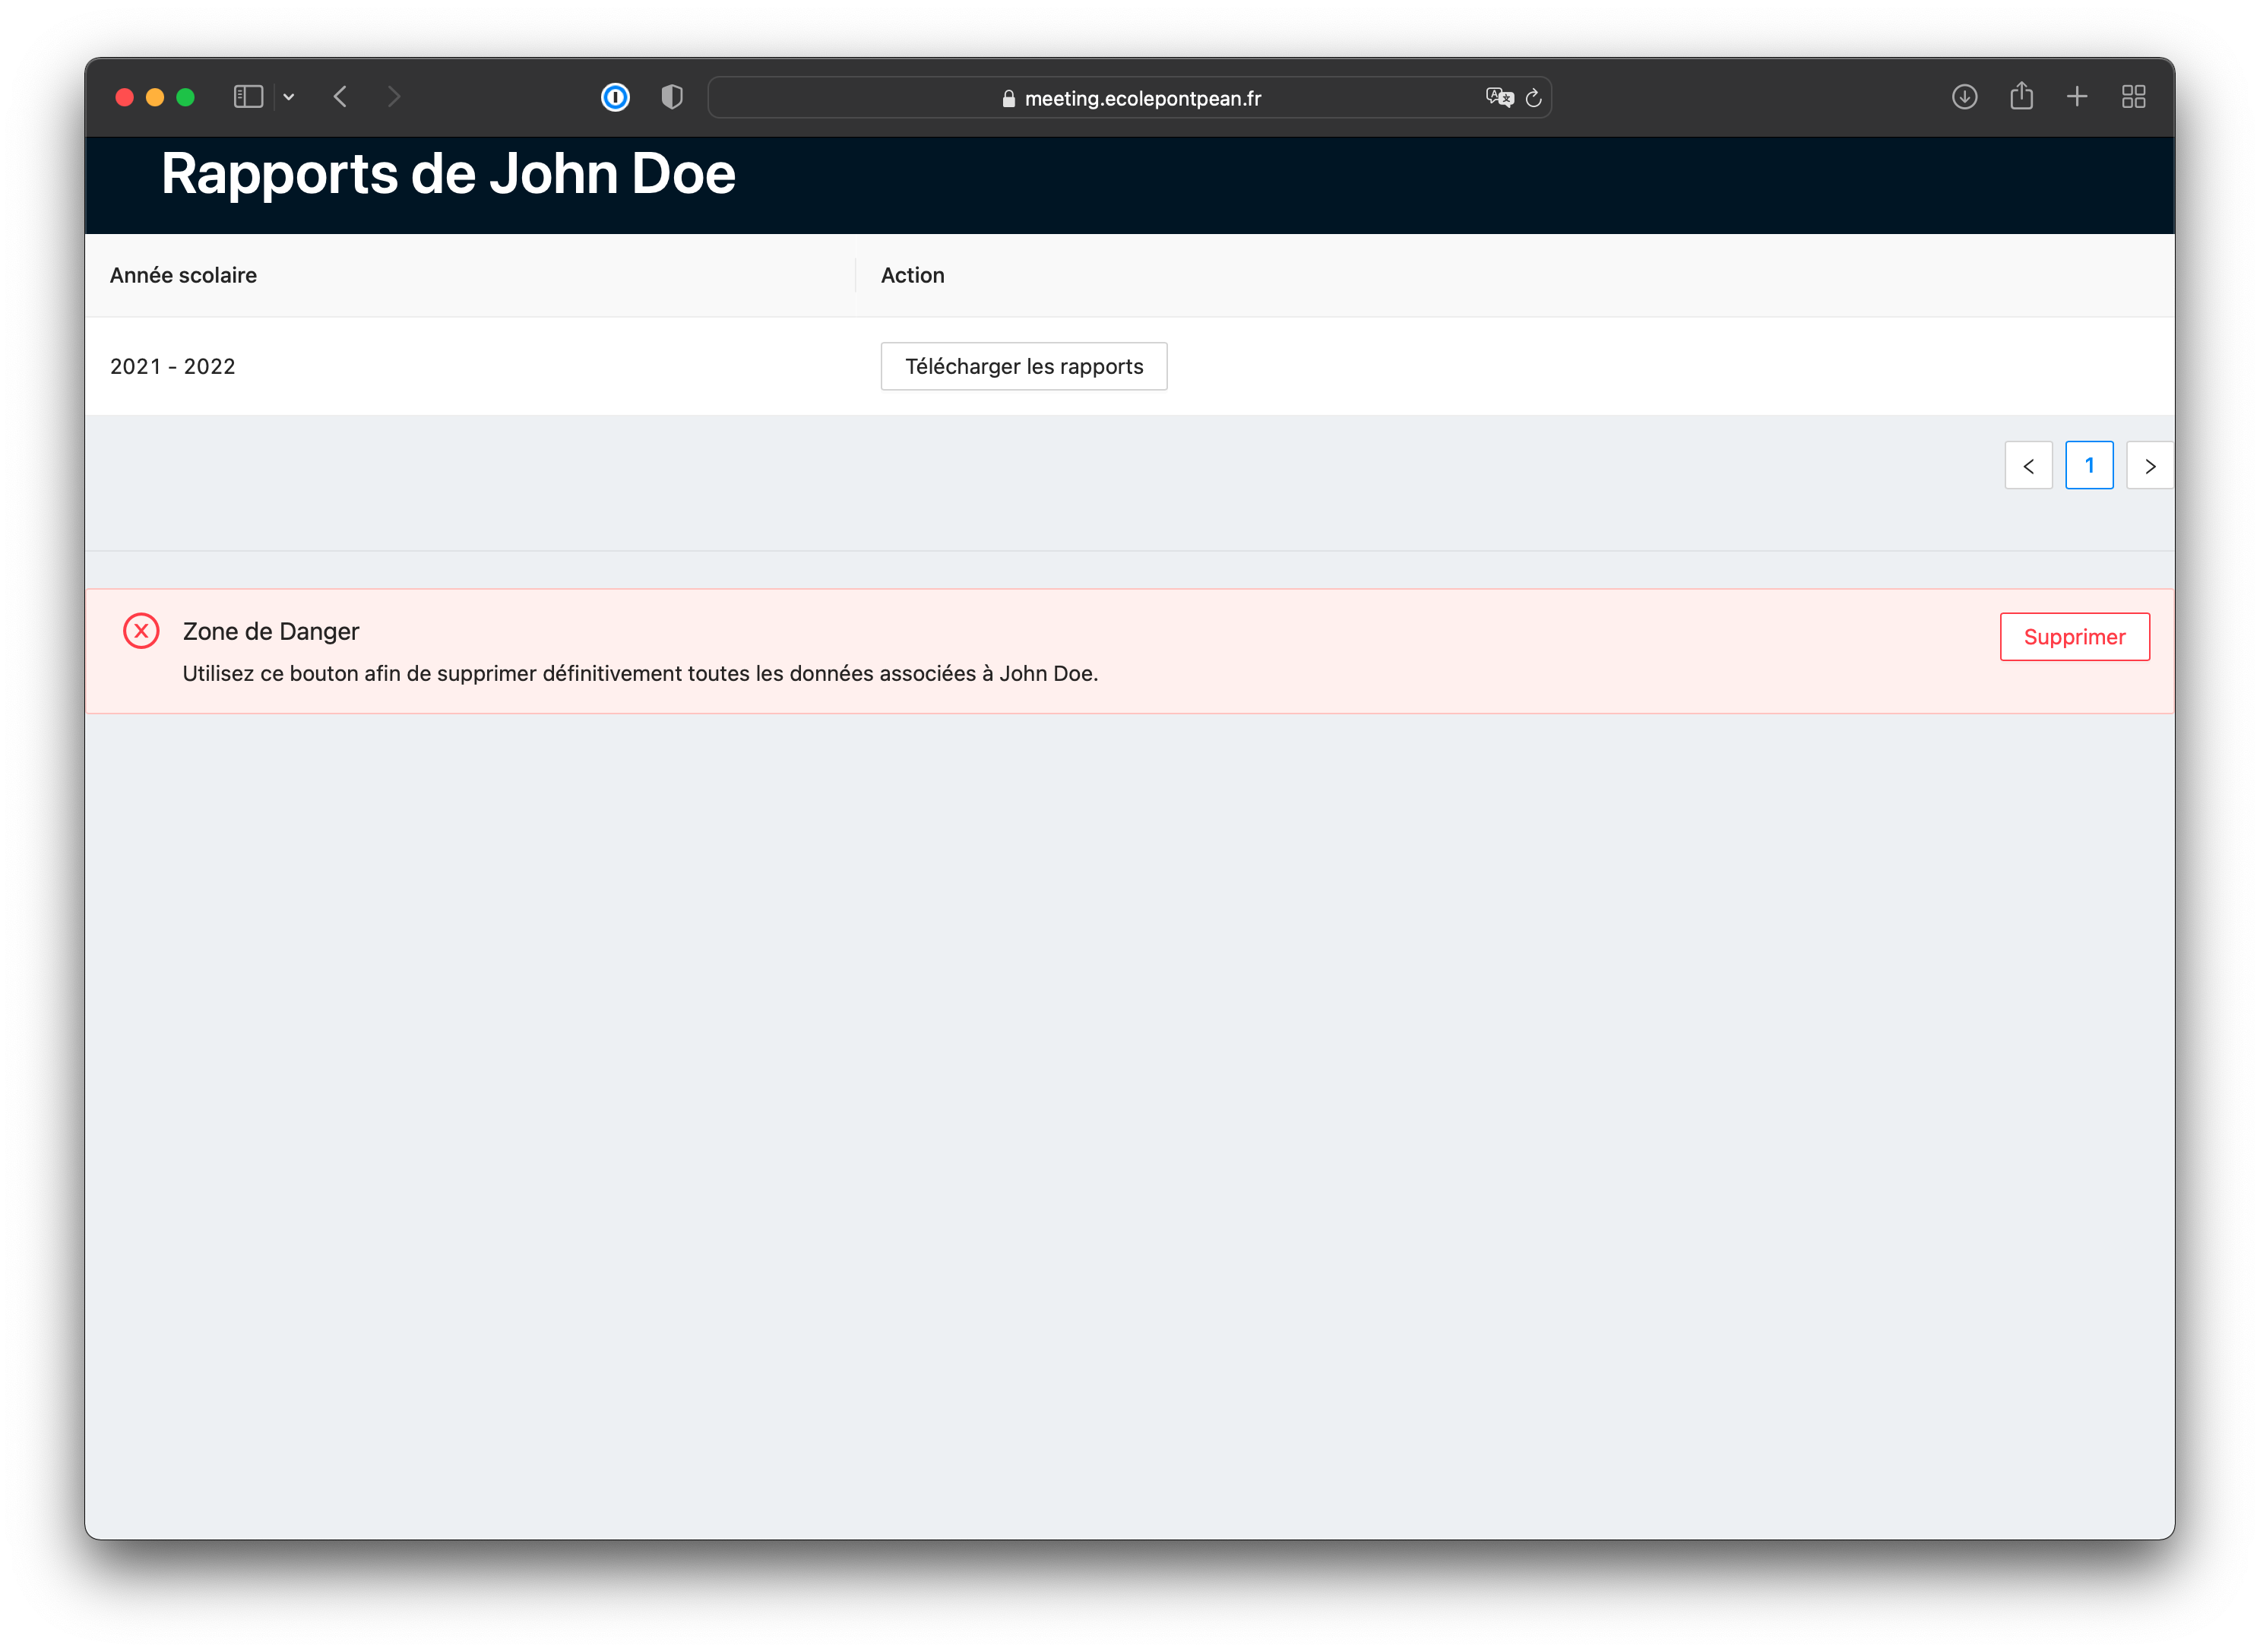 meeting.ecolepontpean.fr
Rapports de John Doe
Année scolaire
Action
2021 - 2022
Télécharger les rapports
1
Zone de Danger
Supprimer
Utilisez ce bouton afin de supprimer définitivement toutes les données associées à John Doe.